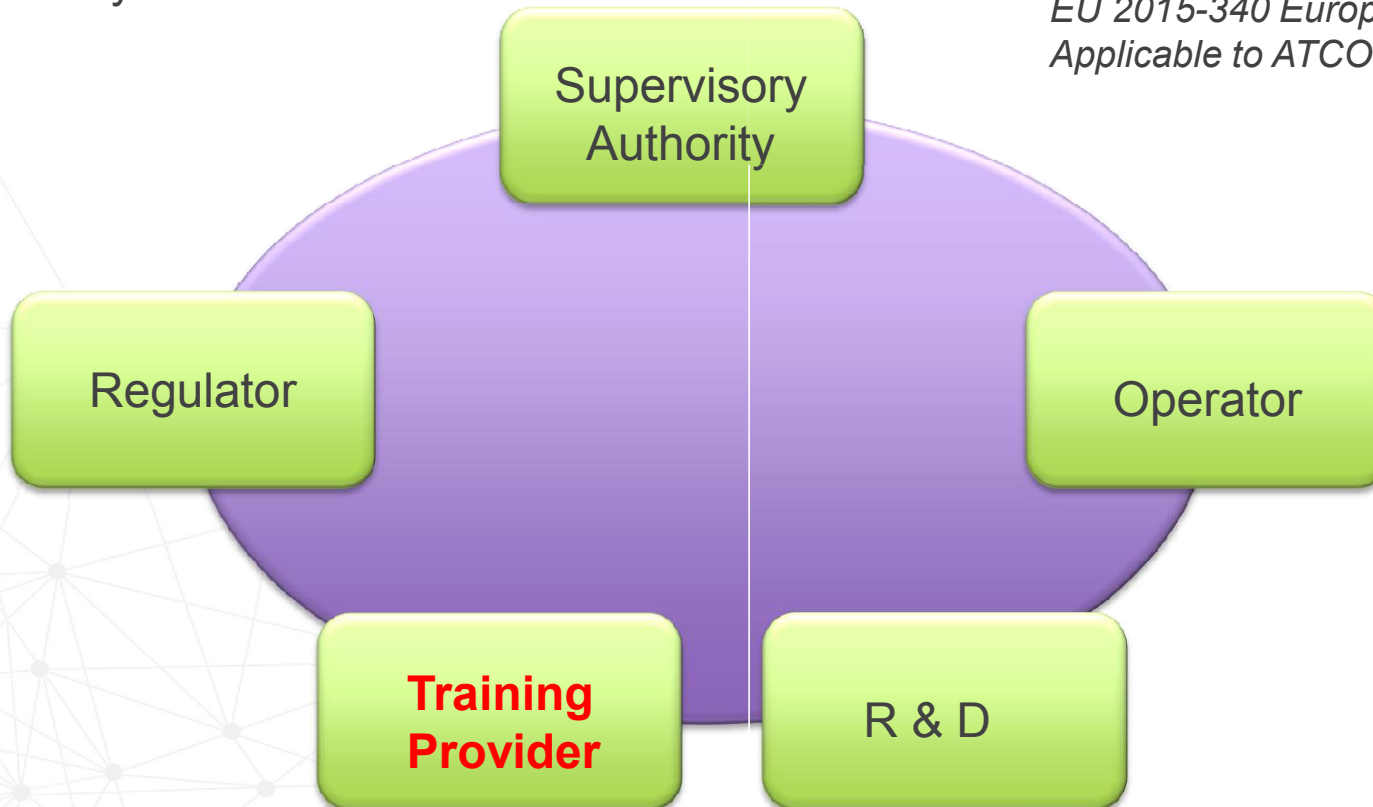 EU 2015-340 Europ
Applicable to ATCO
Supervisory
Authority
Regulator
Operator
Training
Provider
R & D